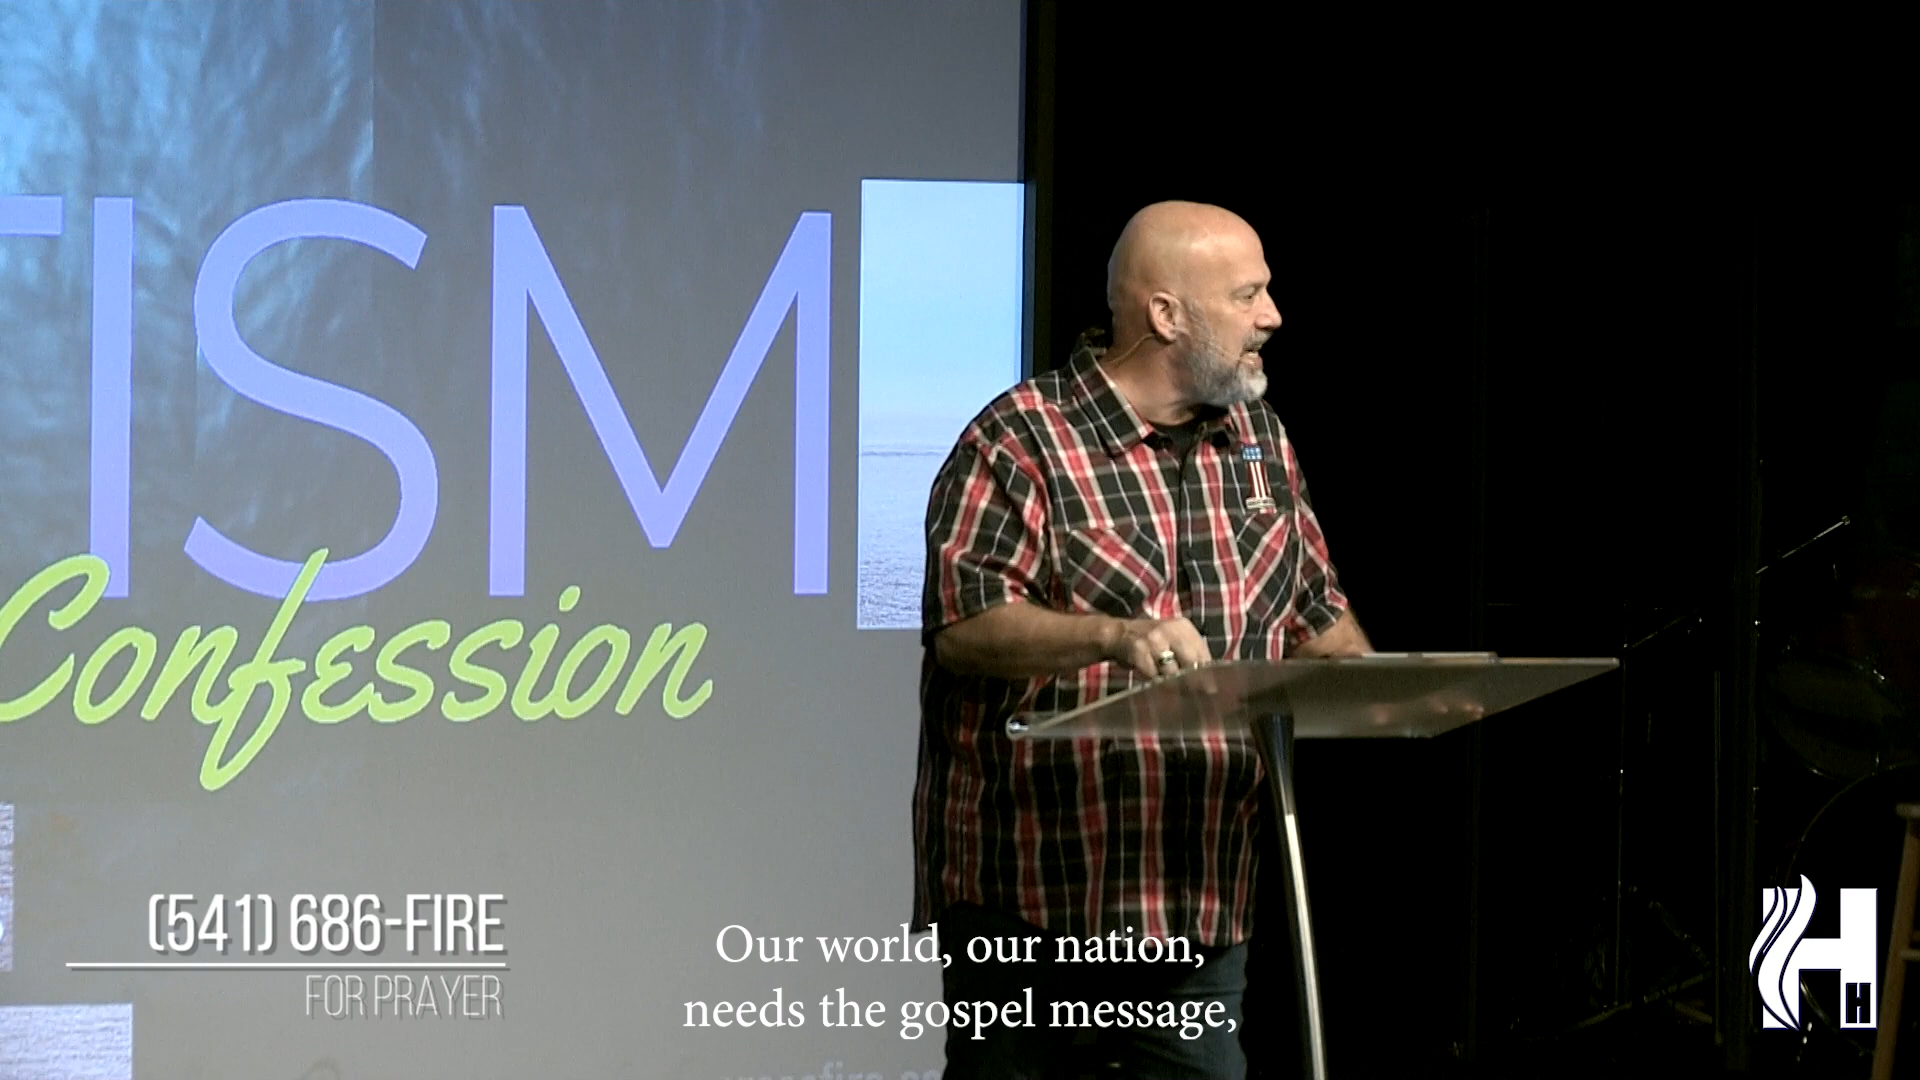 TISM
Confession
(541) 686-FIRE
FOR PRAYER
Our world, our nation,
needs the gospel message,
H
H